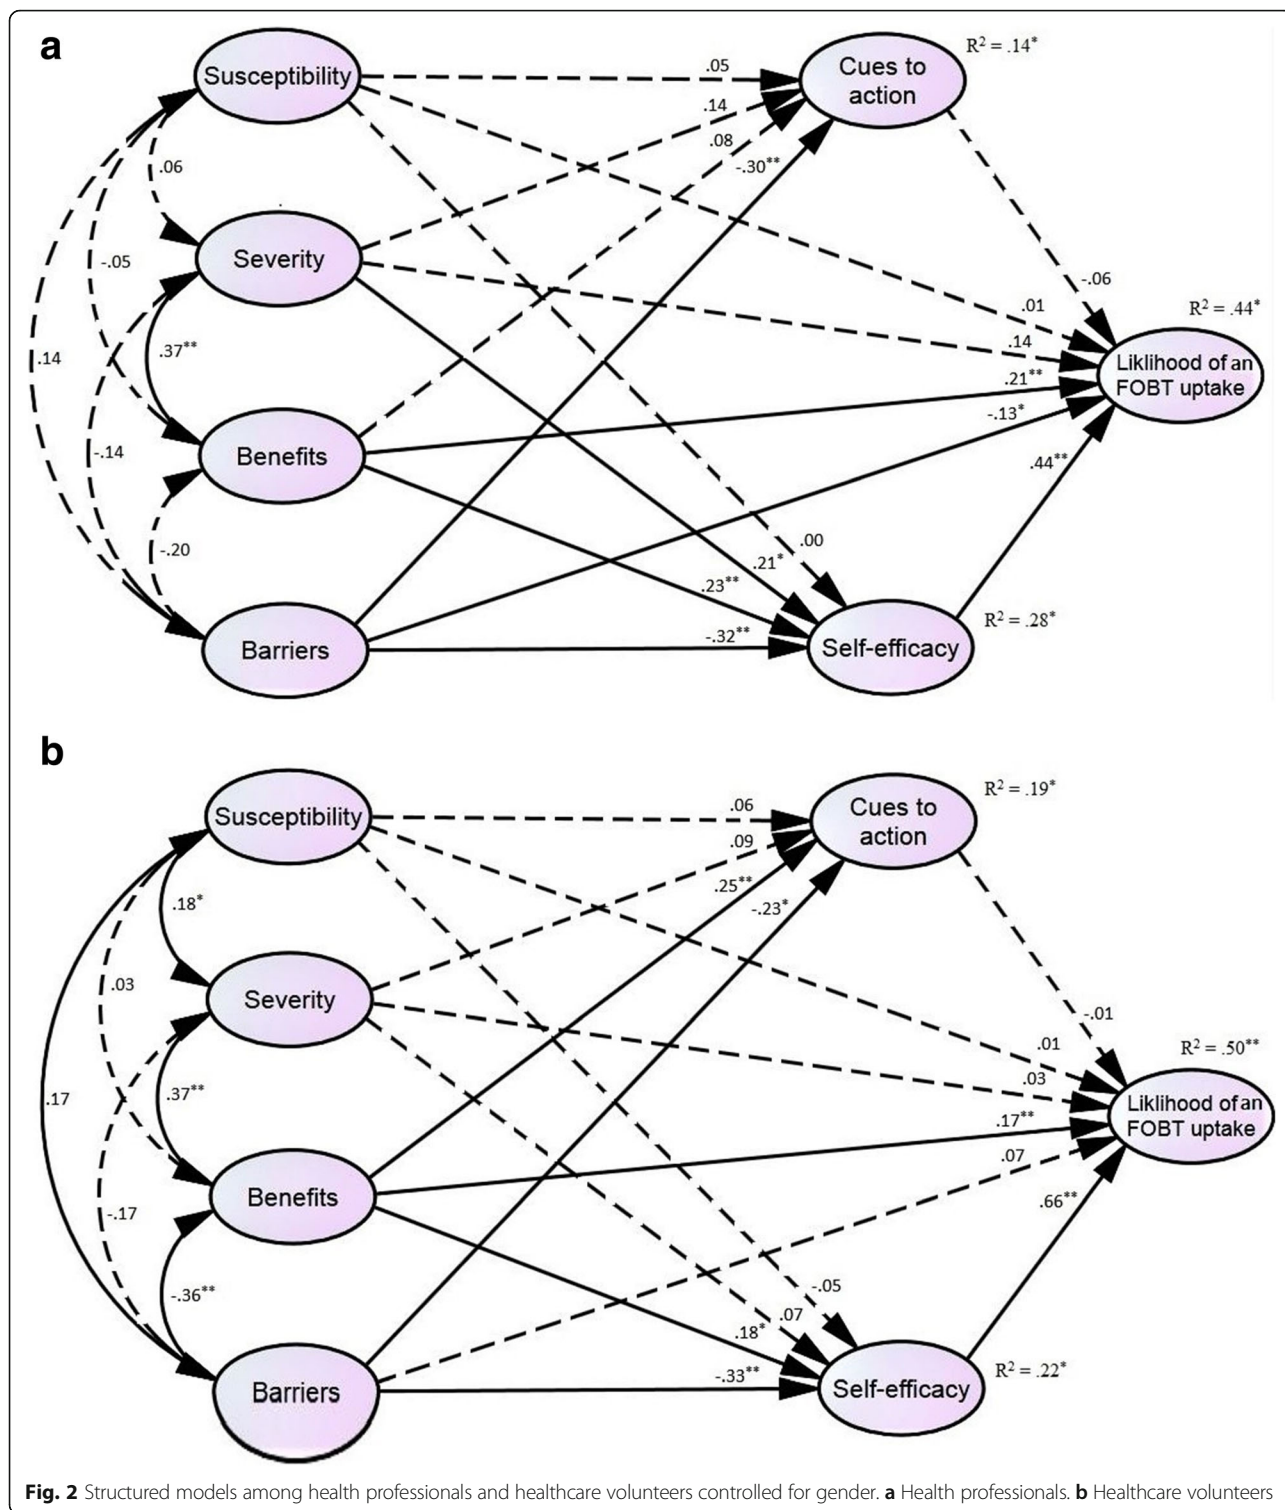 a
Susceptibility
Cues to
action
R² = .14*
.05
.14
.08
-.30**
.06
Severity
-.05
-.06
.01
R² = .44*
.14
.37**
.14
Liklihood of an
FOBT uptake
.21**
-.13*
-.14
Benefits
.44**
-.20
.00
.21*
.23**
Barriers
-.32**
Self-efficacy
R² = .28*
b
Susceptibility
Cues to
action
R² = .19*
.06
.09
.25**
-.23*
.18*
.03
Severity
-.01
.01
R² = .50**
.03
.17
.37**
Liklihood of an
FOBT uptake
.17**
.07
-.17
Benefits
.66**
-.36**
-.05
.07
.18*
Barriers
-.33**
Self-efficacy
R² = .22*
Fig. 2 Structured models among health professionals and healthcare volunteers controlled for gender. a Health professionals. b Healthcare volunteers